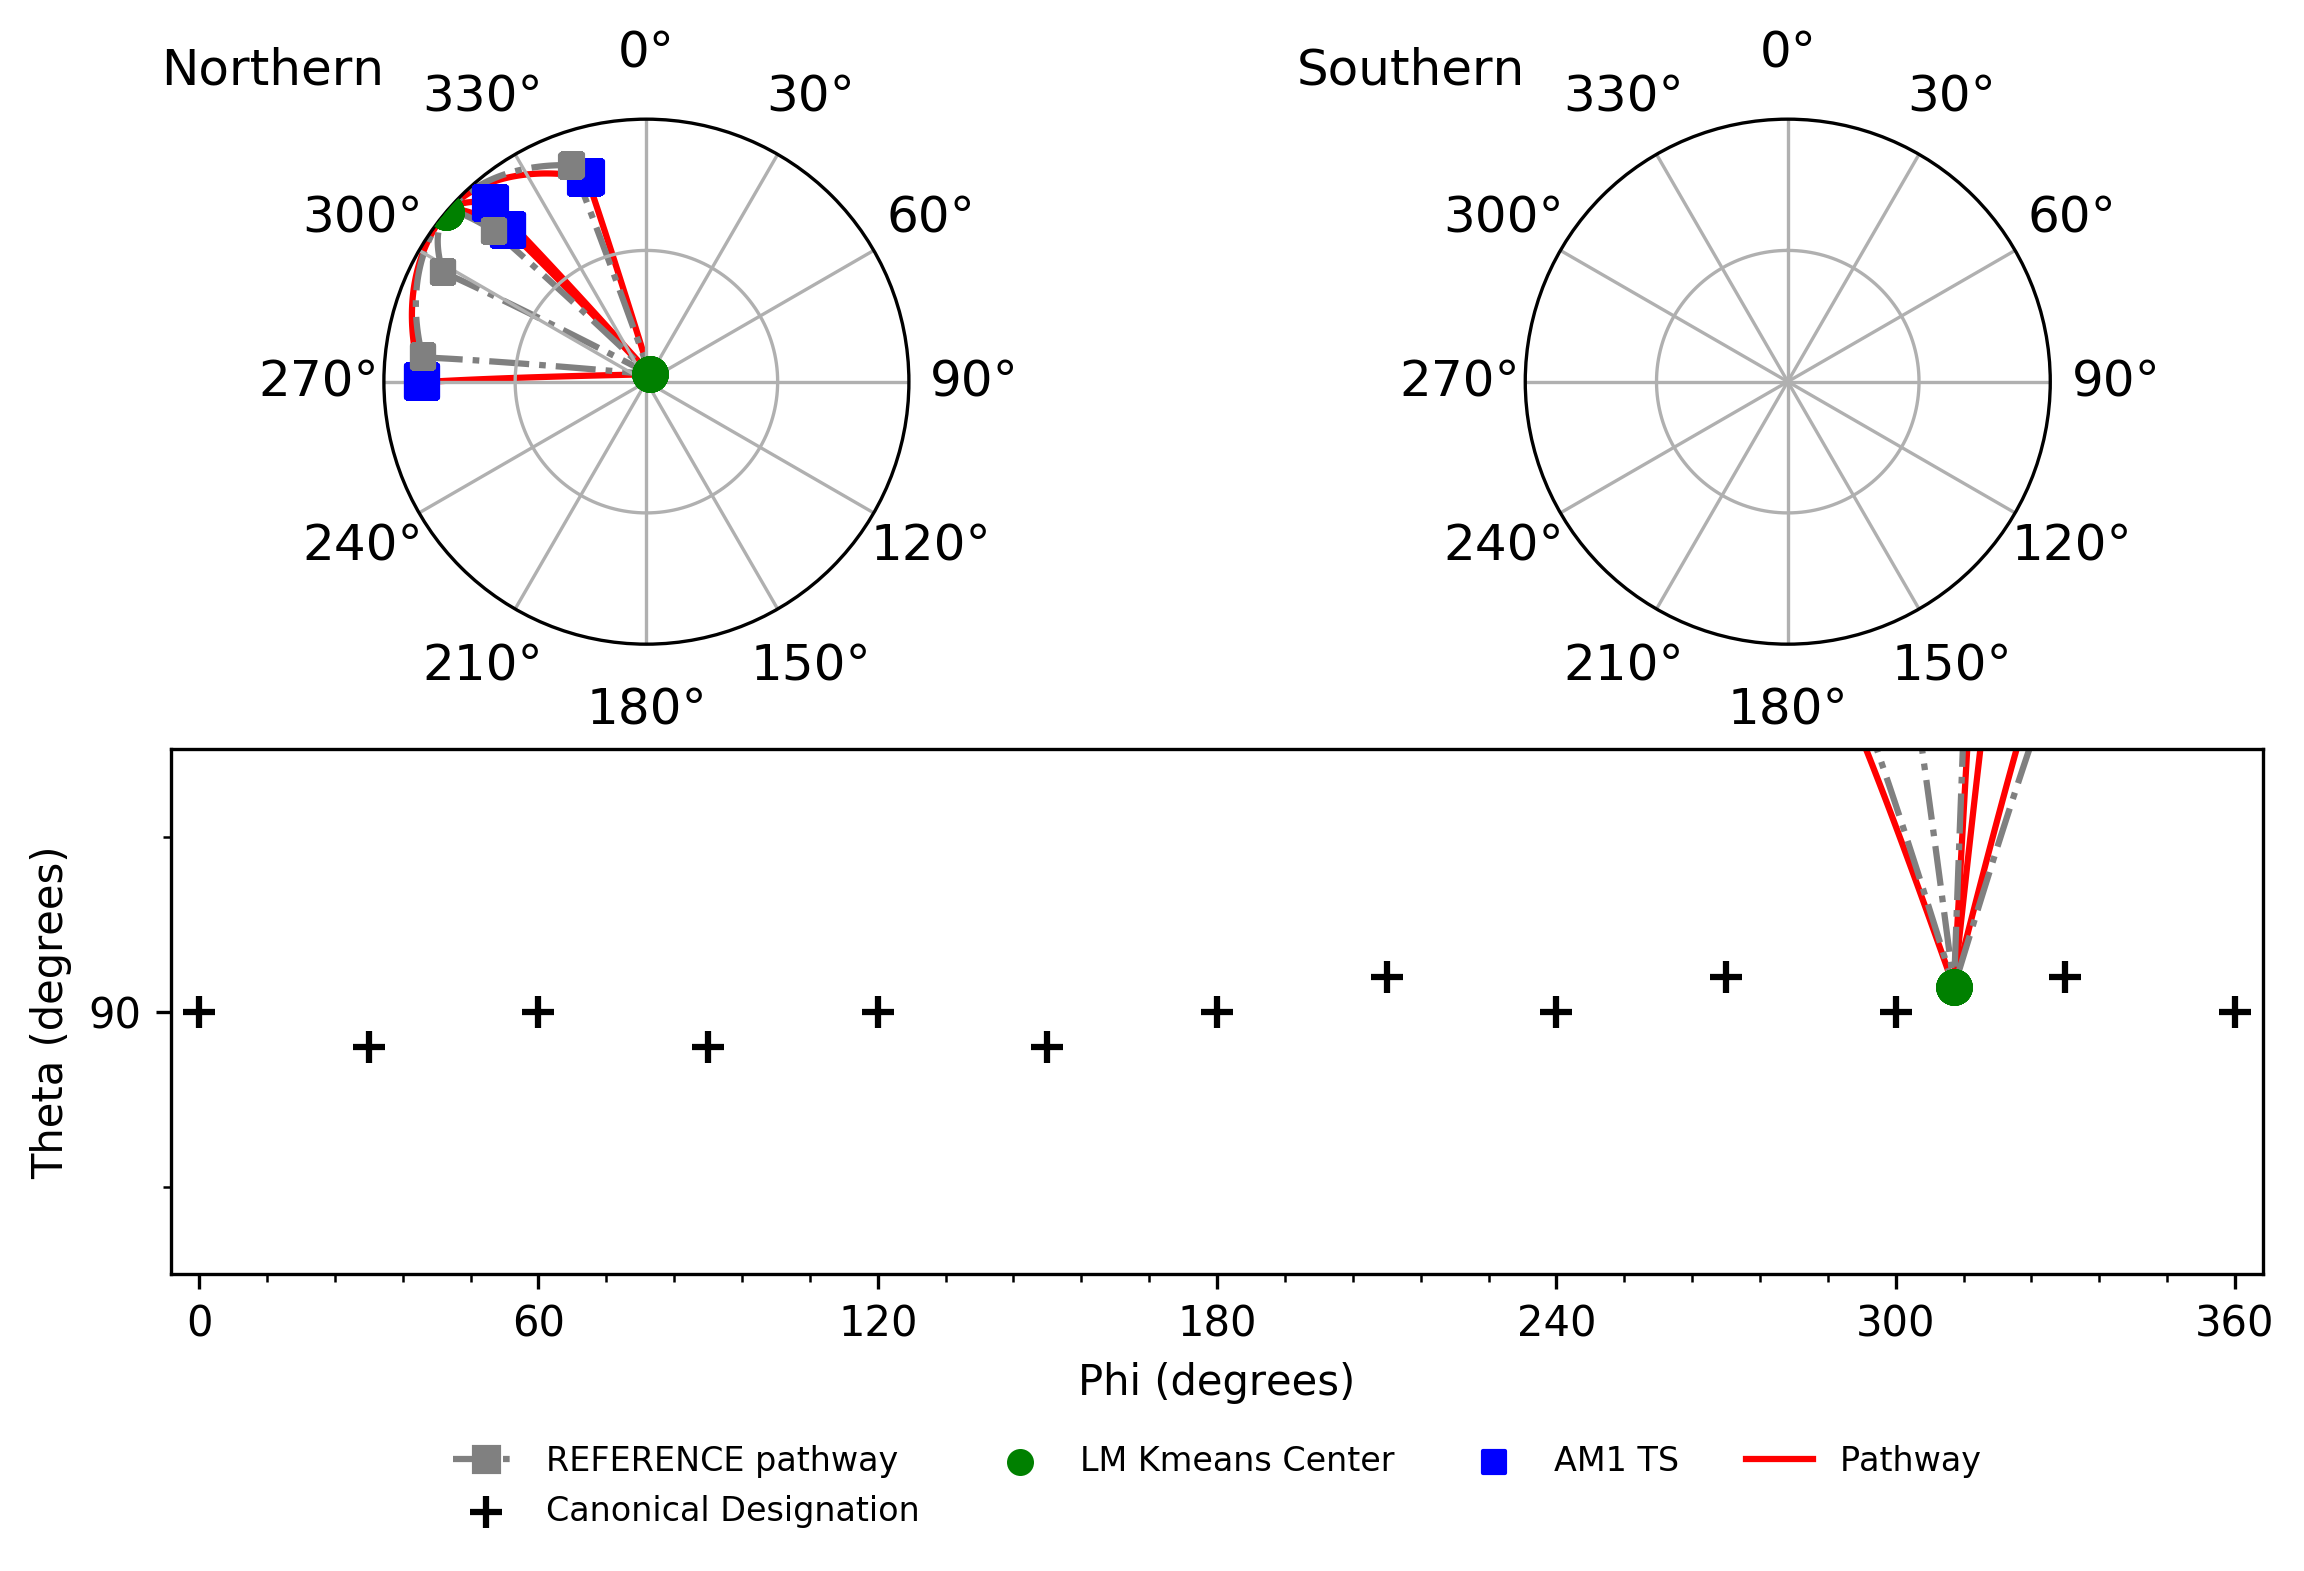 Northern
0°
30°
60°
90°
120°
150°
180°
210°
240°
270°
300°
330°
Southern
0°
30°
60°
90°
120°
150°
180°
210°
240°
270°
300°
330°
Theta (degrees)
90
0 60 120 180 240 300 360
Phi (degrees)
REFERENCE pathway
Canonical Designation
LM Kmeans Center
AM1 TS
Pathway